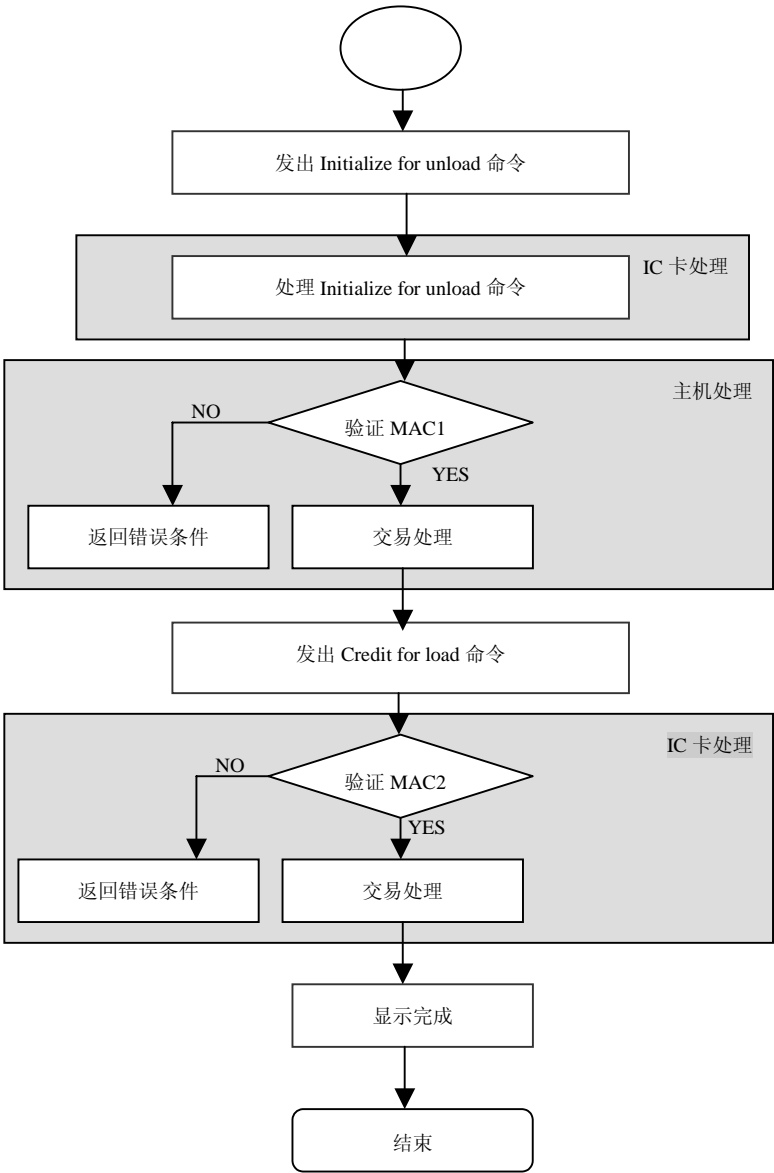 发出 Initialize for unload 命令
IC 卡处理
处理 Initialize for unload 命令
主机处理
NO
验证 MAC1
YES
返回错误条件
交易处理
发出 Credit for load 命令
IC 卡处理
NO
验证 MAC2
YES
返回错误条件
交易处理
显示完成
结束